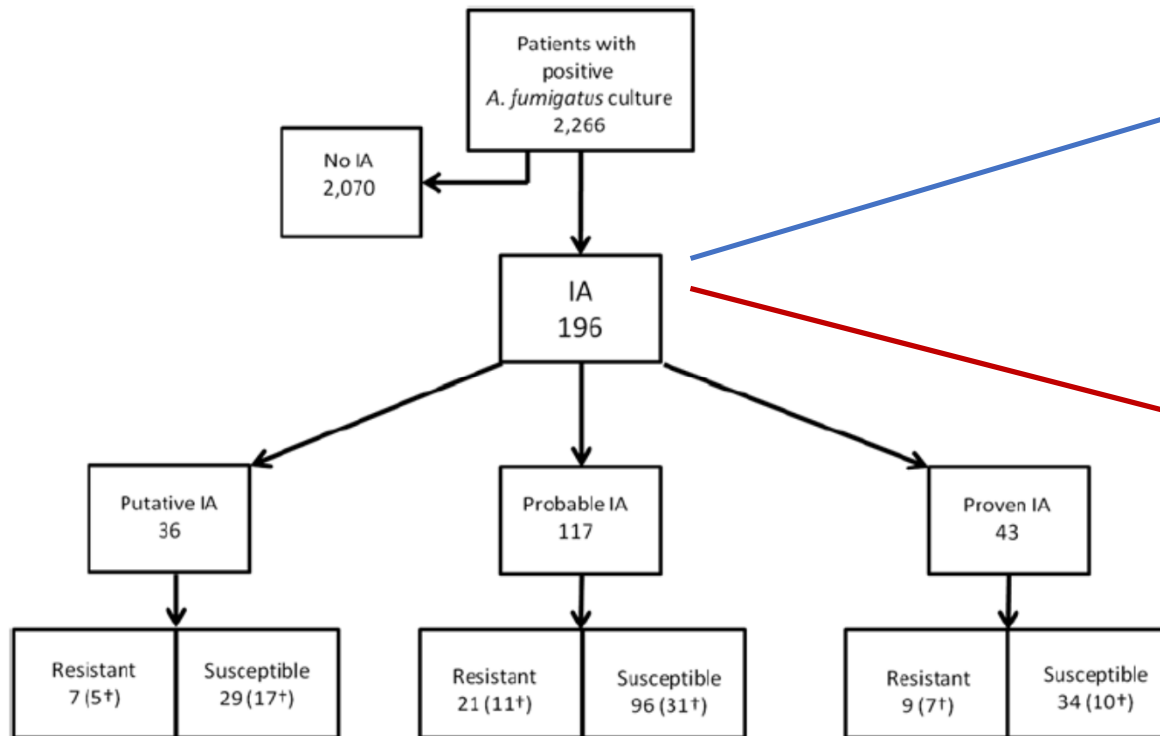 Patients with
positive
A. fumigatus culture
2,266
No IA
2,070
IA
196
Putative IA
36
Probable IA
117
Proven IA
43
Resistant
7 (5†)
Susceptible
29 (17†)
Resistant
21 (11†)
Susceptible
96 (31†)
Resistant
9 (7†)
Susceptible
34 (10†)